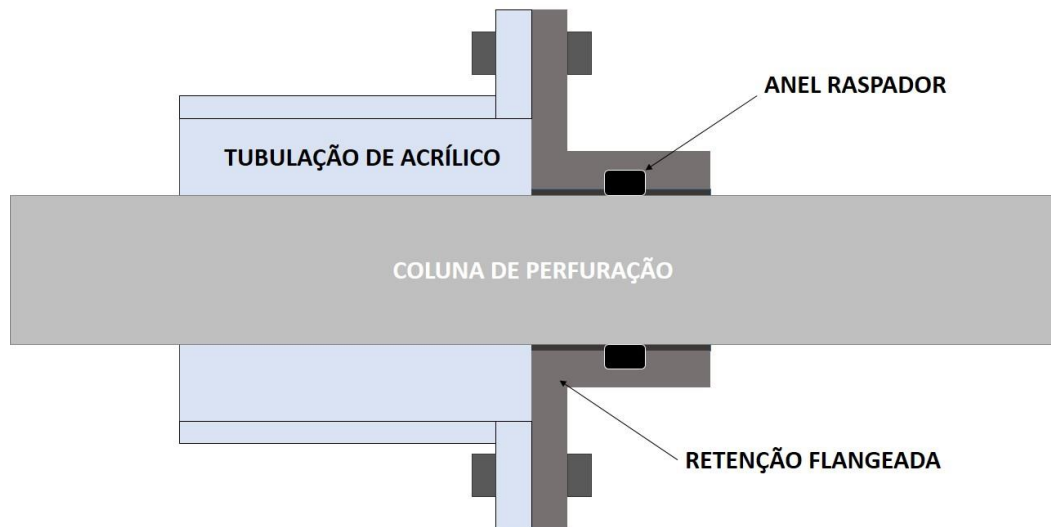 ANEL RASPADOR
TUBULAÇÃO DE ACRÍLICO
COLUNA DE PERFURAÇÃO
RETENÇÃO FLANGEADA